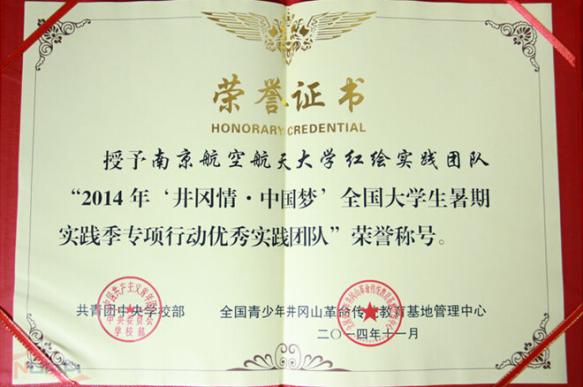 荣誉证书
HONORARY CREDENTIAL
授予南京航空航天大学红绘实践团队
“2014年‘井冈情·中国梦’全国大学生暑期
实践季专项行动优秀实践团队”荣誉称号。
共青团中央学校部
全国青少年井冈山革命传统教育基地管理中心
二〇一四年十一月